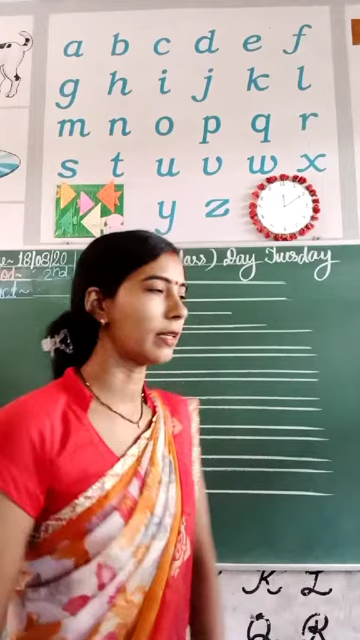 a b c d e f
g h i j k l
m n o p q r
s t u v w x
y z
18/08/20 Day Tuesday
2nd
K L
Q R